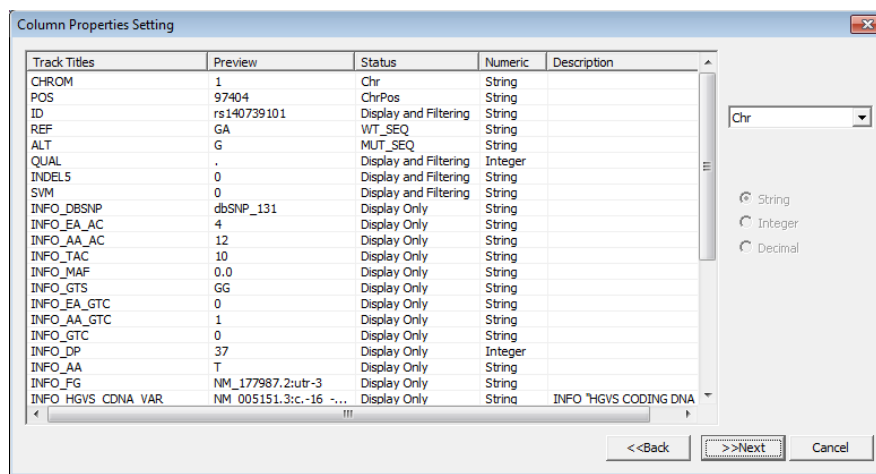 Column Properties Setting
Track Titles Preview Status Numeric Description
CHROM 1 Chr String
POS 97404 ChrPos String
ID rs140739101 Display and Filtering String
REF GA WT_SEQ String
ALT G MUT_SEQ String
QUAL . Display and Filtering Integer
INDEL5 0 Display and Filtering String
SVM 0 Display and Filtering String
INFO_DBSNP dbSNP_131 Display Only String
INFO_EA_AC 4 Display Only String
INFO_AA_AC 12 Display Only String
INFO_TAC 10 Display Only String
INFO_MAF 0.0 Display Only String
INFO_GTS GG Display Only String
INFO_EA_GTC 0 Display Only String
INFO_AA_GTC 1 Display Only String
INFO_GTC 0 Display Only String
INFO_DP 37 Display Only Integer
INFO_AA T Display Only String
INFO_FG NM_177987.2:utr-3 Display Only String
INFO_HGVS_CDNA_VAR NM_005151.3:c.-16_-... Display Only String INFO "HGVS CODING DNA
Chr
String
Integer
Decimal
<<Back >>Next Cancel